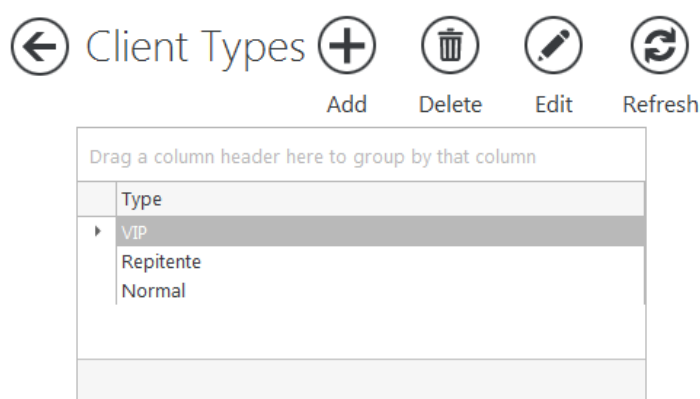 Client Types
Add Delete Edit Refresh
Drag a column header here to group by that column
Type
VIP
Repitente
Normal